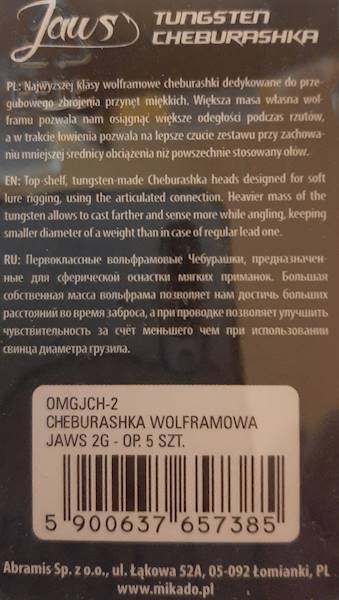 Jaws TUNGSTEN
CHEBURASHKA
PL: Najwyższej klasy wolframowe cheburashki dedykowane do prze-
gubowego zbrojenia przynęt miękkich. Większa masa własna wol-
framu pozwala nam osiągnąć większe odegłości podczas rzutów,
a w trakcie łowienia pozwala na lepsze czucie zestawu przy zachowa-
niu mniejszej średnicy obciążenia niż powszechnie stosowany ołów.
EN: Top-shelf, tungsten-made Cheburashka heads designed for soft
lure rigging, using the articulated connection. Heavier mass of the
tungsten allows to cast farther and sense more while angling, keeping
smaller diameter of a weight than in case of regular lead one.
RU: Первоклассные вольфрамовые Чебурашки, предназначен-
ные для сферической оснастки мягких приманок. Большая
собственная масса вольфрама позволяет нам достичь больших
расстояний во время заброса, а при проводке позволяет улучшить
чувствительность за счёт меньшего чем при использовании
свинца диаметра грузила.
OMGJCH-2
CHEBURASHKA WOLFRAMOWA
JAWS 2G - OP. 5 SZT.
5 900637 657385
Abramis Sp. z o.o., ul. Łąkowa 52A, 05-092 Łomianki, PL
www.mikado.pl